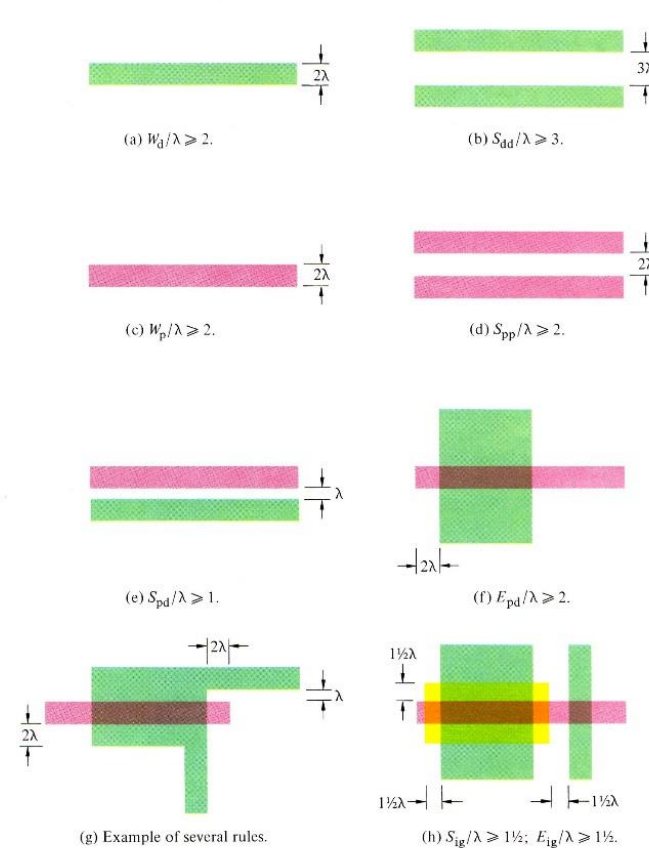 2λ
(a) W_d/λ ⩾ 2.
3λ
(b) S_dd/λ ⩾ 3.
2λ
(c) W_p/λ ⩾ 2.
2λ
(d) S_pp/λ ⩾ 2.
λ
(e) S_pd/λ ⩾ 1.
2λ
(f) E_pd/λ ⩾ 2.
2λ
λ
2λ
(g) Example of several rules.
1½λ
1½λ
1½λ
(h) S_ig/λ ⩾ 1½; E_ig/λ ⩾ 1½.